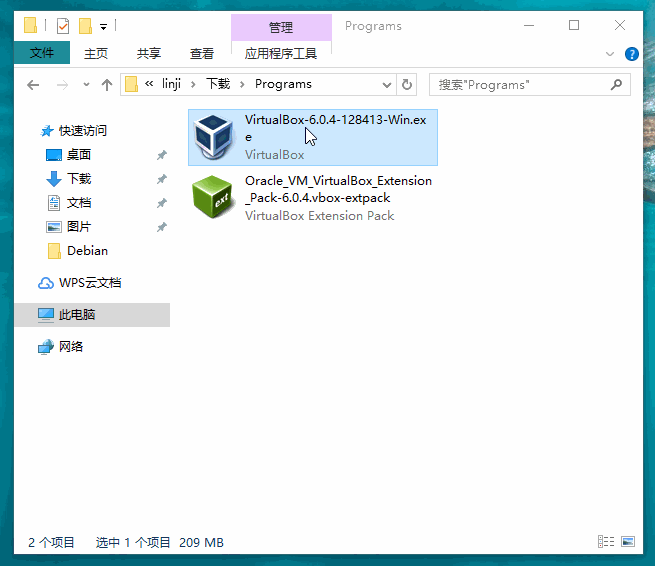 管理
Programs
文件
主页
共享
查看
应用程序工具
?
« linji › 下载 › Programs
搜索"Programs"
快速访问
桌面
下载
文档
图片
Debian
WPS云文档
此电脑
网络
VirtualBox-6.0.4-128413-Win.ex
e
VirtualBox
ext
Oracle_VM_VirtualBox_Extension
_Pack-6.0.4.vbox-extpack
VirtualBox Extension Pack
2 个项目
选中 1 个项目 209 MB